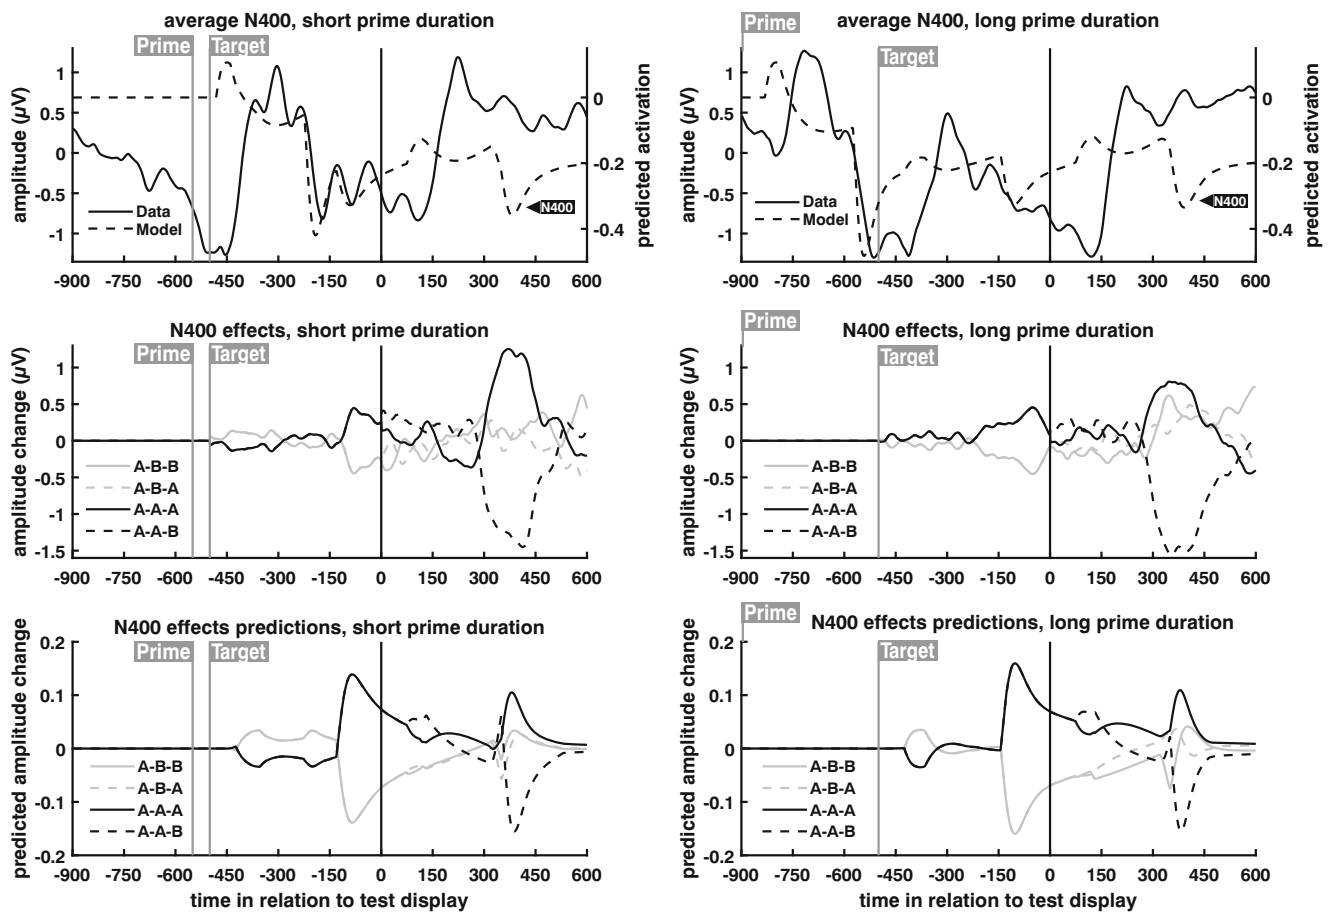 average N400, short prime duration
Prime
Target
amplitude (µV)
1
0.5
0
-0.5
-1
0
-0.2
-0.4
predicted activation
Data
Model
N400
-900 -750 -600 -450 -300 -150 0 150 300 450 600
average N400, long prime duration
Prime
Target
amplitude (µV)
1
0.5
0
-0.5
-1
0
-0.2
-0.4
predicted activation
Data
Model
N400
-900 -750 -600 -450 -300 -150 0 150 300 450 600
N400 effects, short prime duration
Prime
Target
amplitude change (µV)
1
0.5
0
-0.5
-1
-1.5
A-B-B
A-B-A
A-A-A
A-A-B
-900 -750 -600 -450 -300 -150 0 150 300 450 600
N400 effects, long prime duration
Prime
Target
amplitude change (µV)
1
0.5
0
-0.5
-1
-1.5
A-B-B
A-B-A
A-A-A
A-A-B
-900 -750 -600 -450 -300 -150 0 150 300 450 600
N400 effects predictions, short prime duration
Prime
Target
predicted amplitude change
0.2
0.1
0
-0.1
-0.2
A-B-B
A-B-A
A-A-A
A-A-B
-900 -750 -600 -450 -300 -150 0 150 300 450 600
time in relation to test display
N400 effects predictions, long prime duration
Prime
Target
predicted amplitude change
0.2
0.1
0
-0.1
-0.2
A-B-B
A-B-A
A-A-A
A-A-B
-900 -750 -600 -450 -300 -150 0 150 300 450 600
time in relation to test display